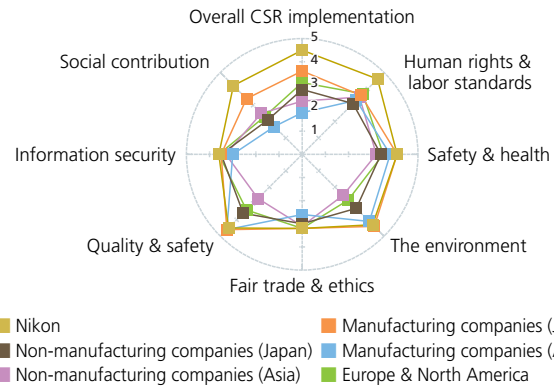 Overall CSR implementation
5
4
3
2
1
Social contribution
Human rights &
labor standards
Information security
Safety & health
Quality & safety
The environment
Fair trade & ethics
Nikon
Manufacturing companies (
Non-manufacturing companies (Japan)
Manufacturing companies (
Non-manufacturing companies (Asia)
Europe & North America